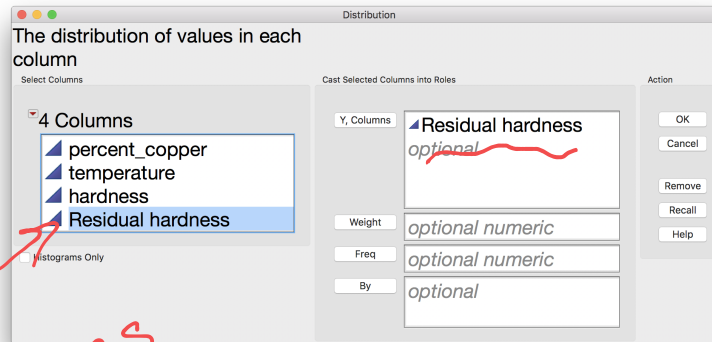 Distribution
The distribution of values in each
column
Select Columns
4 Columns
percent_copper
temperature
hardness
Residual hardness
Histograms Only
Cast Selected Columns into Roles
Y, Columns
Residual hardness
optional
Weight
optional numeric
Freq
optional numeric
By
optional
Action
OK
Cancel
Remove
Recall
Help